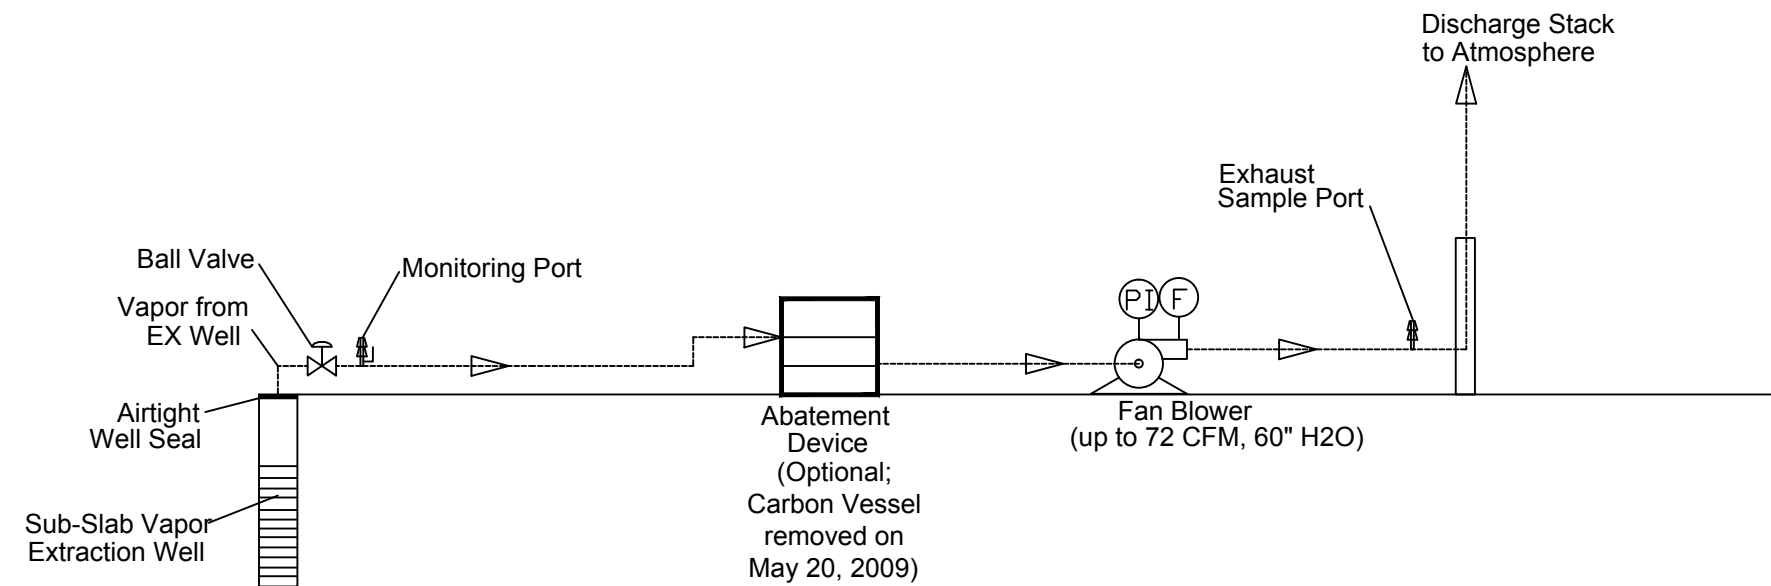 Discharge Stack
to Atmosphere
Exhaust
Sample Port
Ball Valve
Monitoring Port
Vapor from
EX Well
PI
F
Airtight
Well Seal
Abatement
Device
(Optional;
Carbon Vessel
removed on
May 20, 2009)
Fan Blower
(up to 72 CFM, 60" H2O)
Sub-Slab Vapor
Extraction Well